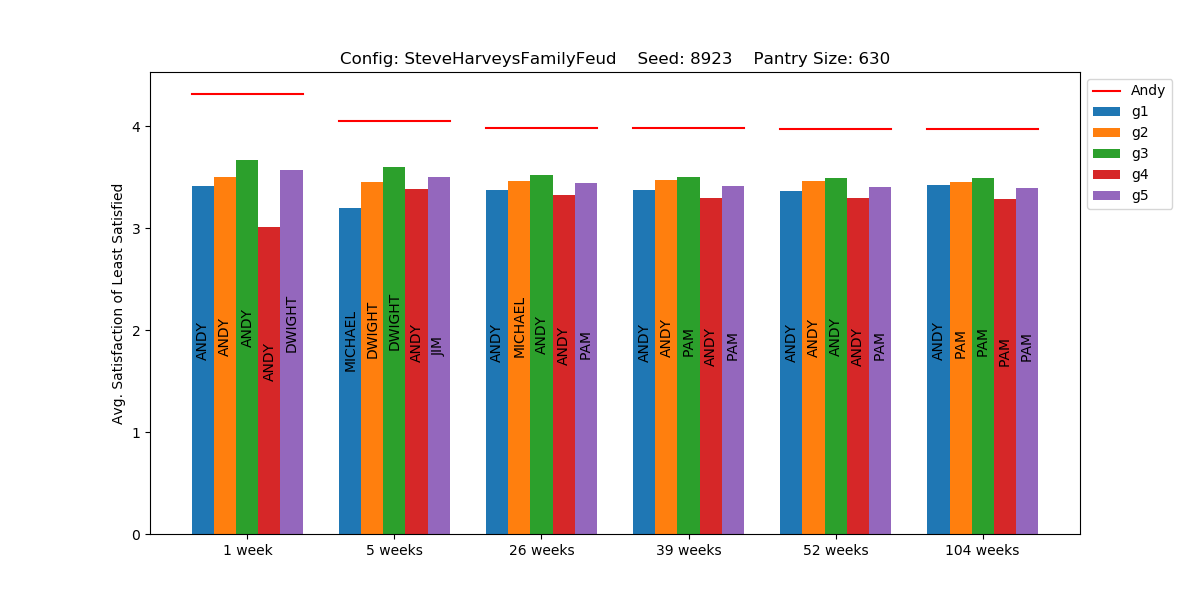 Config: SteveHarveysFamilyFeud    Seed: 8923    Pantry Size: 630
Avg. Satisfaction of Least Satisfied
4
3
2
1
0
ANDY
ANDY
ANDY
ANDY
DWIGHT
MICHAEL
DWIGHT
DWIGHT
ANDY
JIM
ANDY
MICHAEL
ANDY
ANDY
PAM
ANDY
ANDY
PAM
ANDY
PAM
ANDY
ANDY
ANDY
ANDY
PAM
ANDY
PAM
PAM
PAM
PAM
1 week
5 weeks
26 weeks
39 weeks
52 weeks
104 weeks
Andy
g1
g2
g3
g4
g5